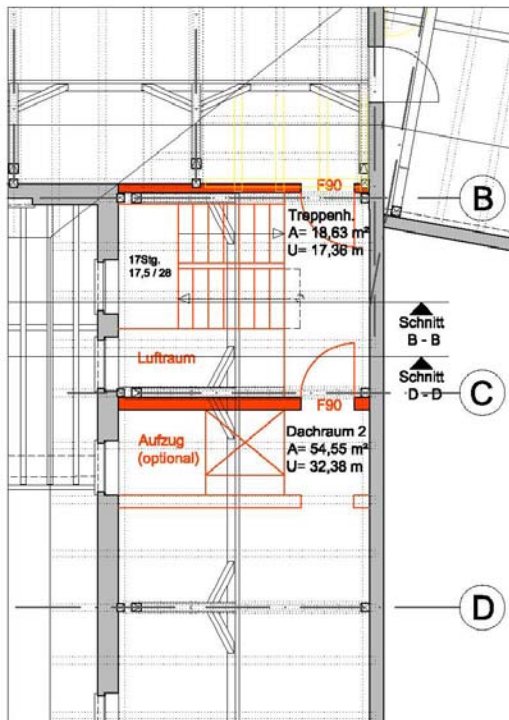 F90
B
Treppenh.
A= 18,63 m²
U= 17,36 m
17Stg.
17,5 / 28
Schnitt
B - B
Luftraum
Schnitt
D - D
C
F90
Aufzug
(optional)
Dachraum 2
A= 54,55 m²
U= 32,38 m
D